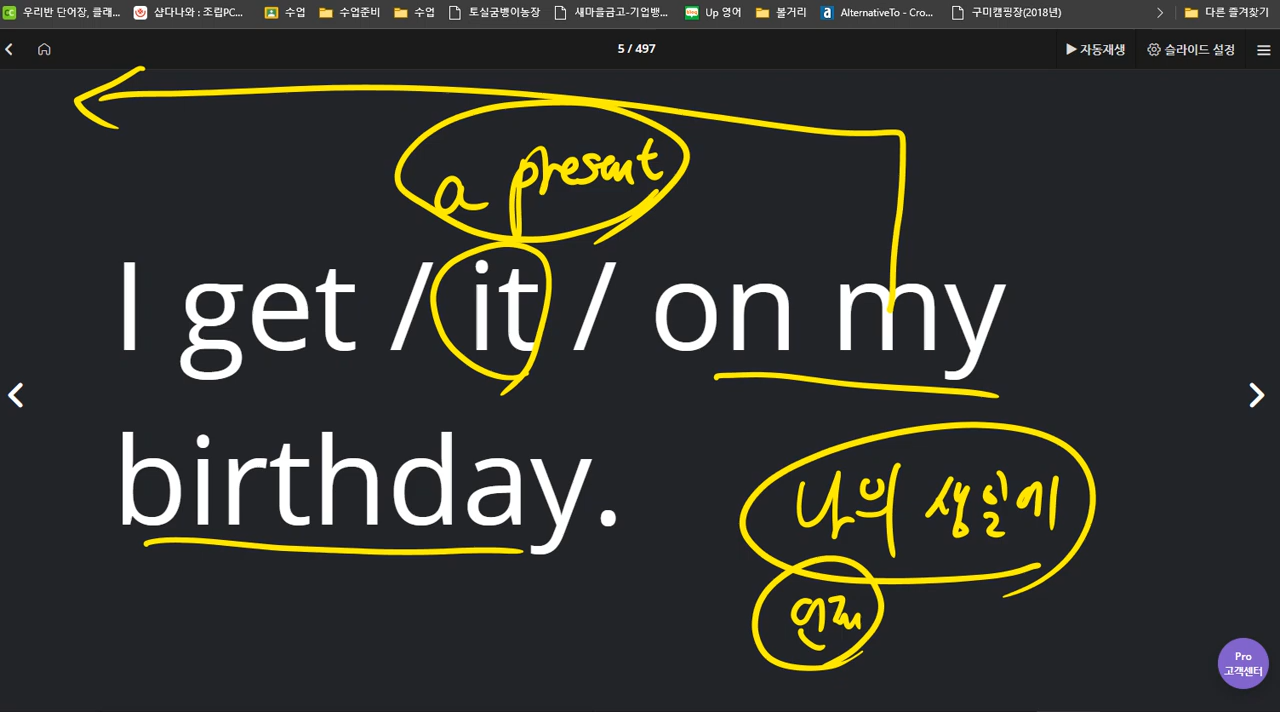 우리반 단어장, 클래... 샵다나와 : 조립PC... 수업 수업준비 수업 토실굼벵이농장 새마을금고-기업뱅... Up 영어 볼거리 AlternativeTo - Cro... 구미캠핑장(2018년) 다른 즐겨찾기
5 / 497 자동재생 슬라이드 설정
a present
I get / it / on my
birthday.
나의 생일에
언제
Pro
고객센터